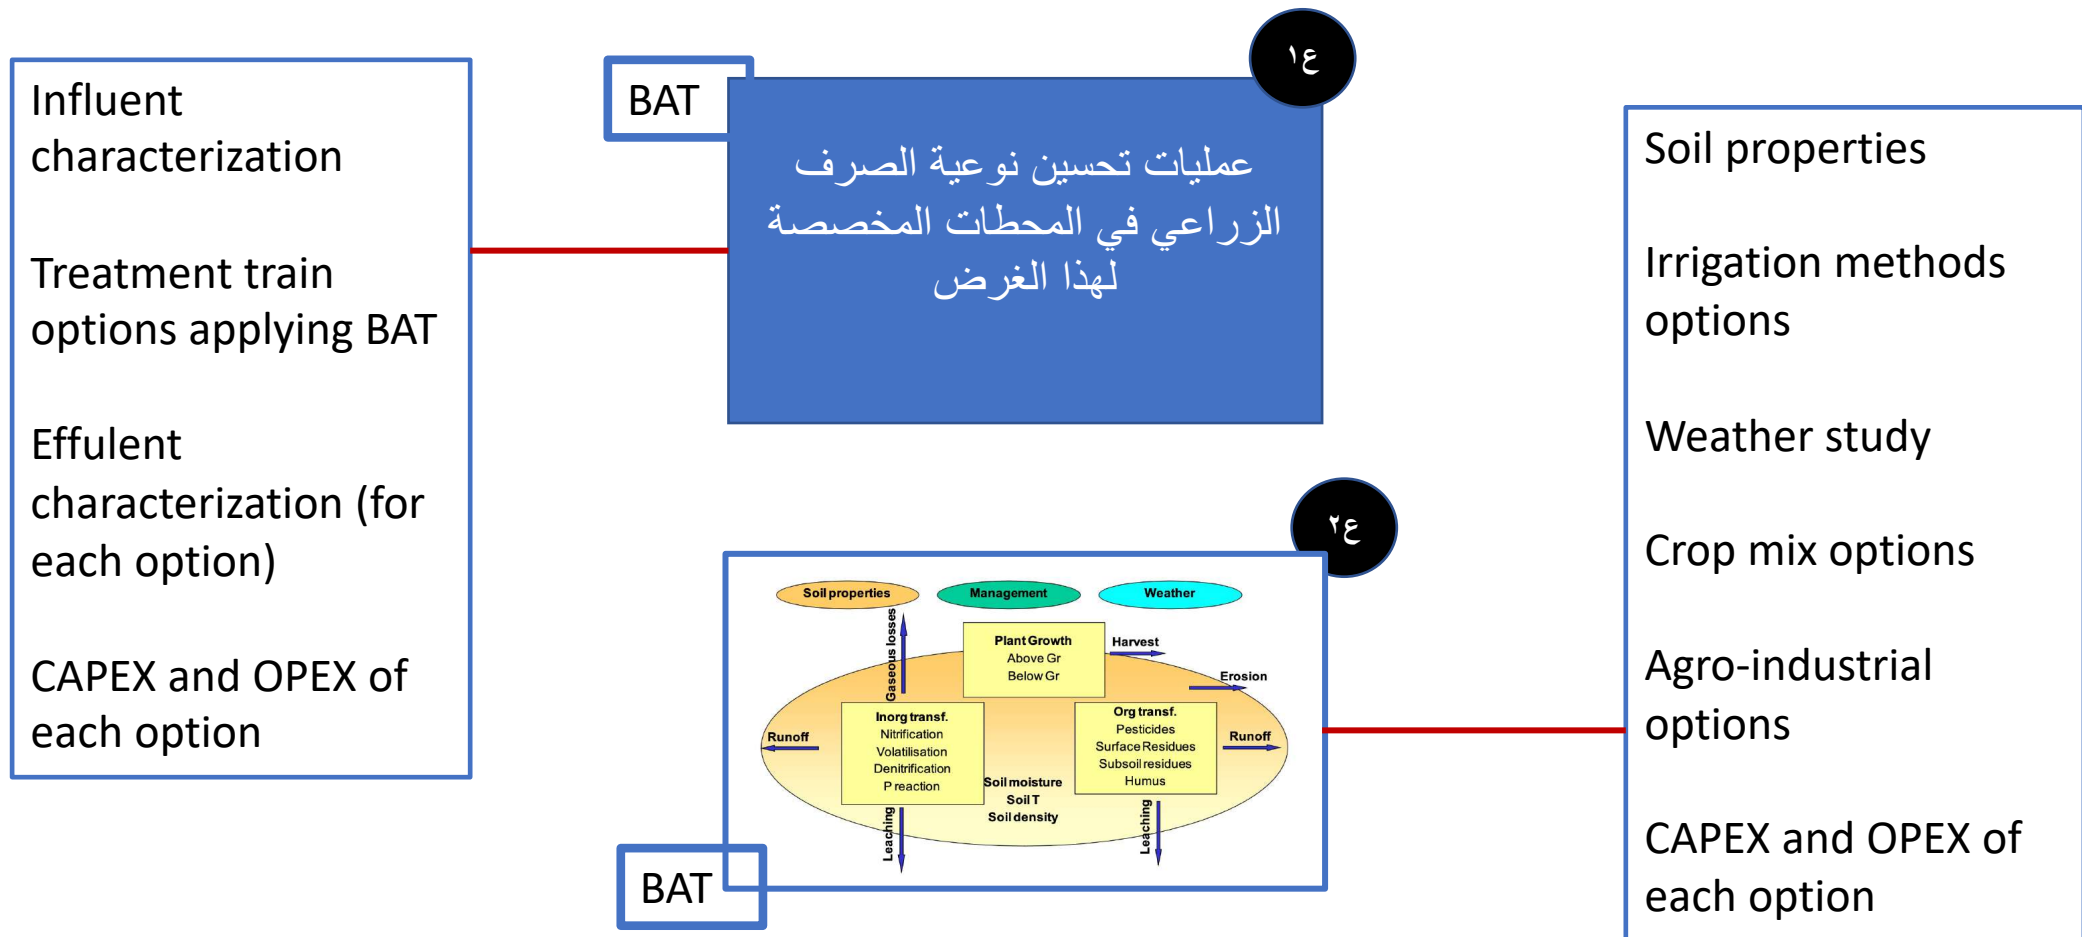 Influent
characterization
Treatment train
options applying BAT
Effulent
characterization (for
each option)
CAPEX and OPEX of
each option
BAT
ع١
عمليات تحسين نوعية الصرف
الزراعي في المحطات المخصصة
لهذا الغرض
ع٢
Soil properties
Management
Weather
Gaseous losses
Plant Growth
Above Gr
Below Gr
Harvest
Erosion
Inorg transf.
Nitrification
Volatilisation
Denitrification
P reaction
Org transf.
Pesticides
Surface Residues
Subsoil residues
Humus
Runoff
Runoff
Soil moisture
Soil T
Soil density
Leaching
Leaching
BAT
Soil properties
Irrigation methods
options
Weather study
Crop mix options
Agro-industrial
options
CAPEX and OPEX of
each option